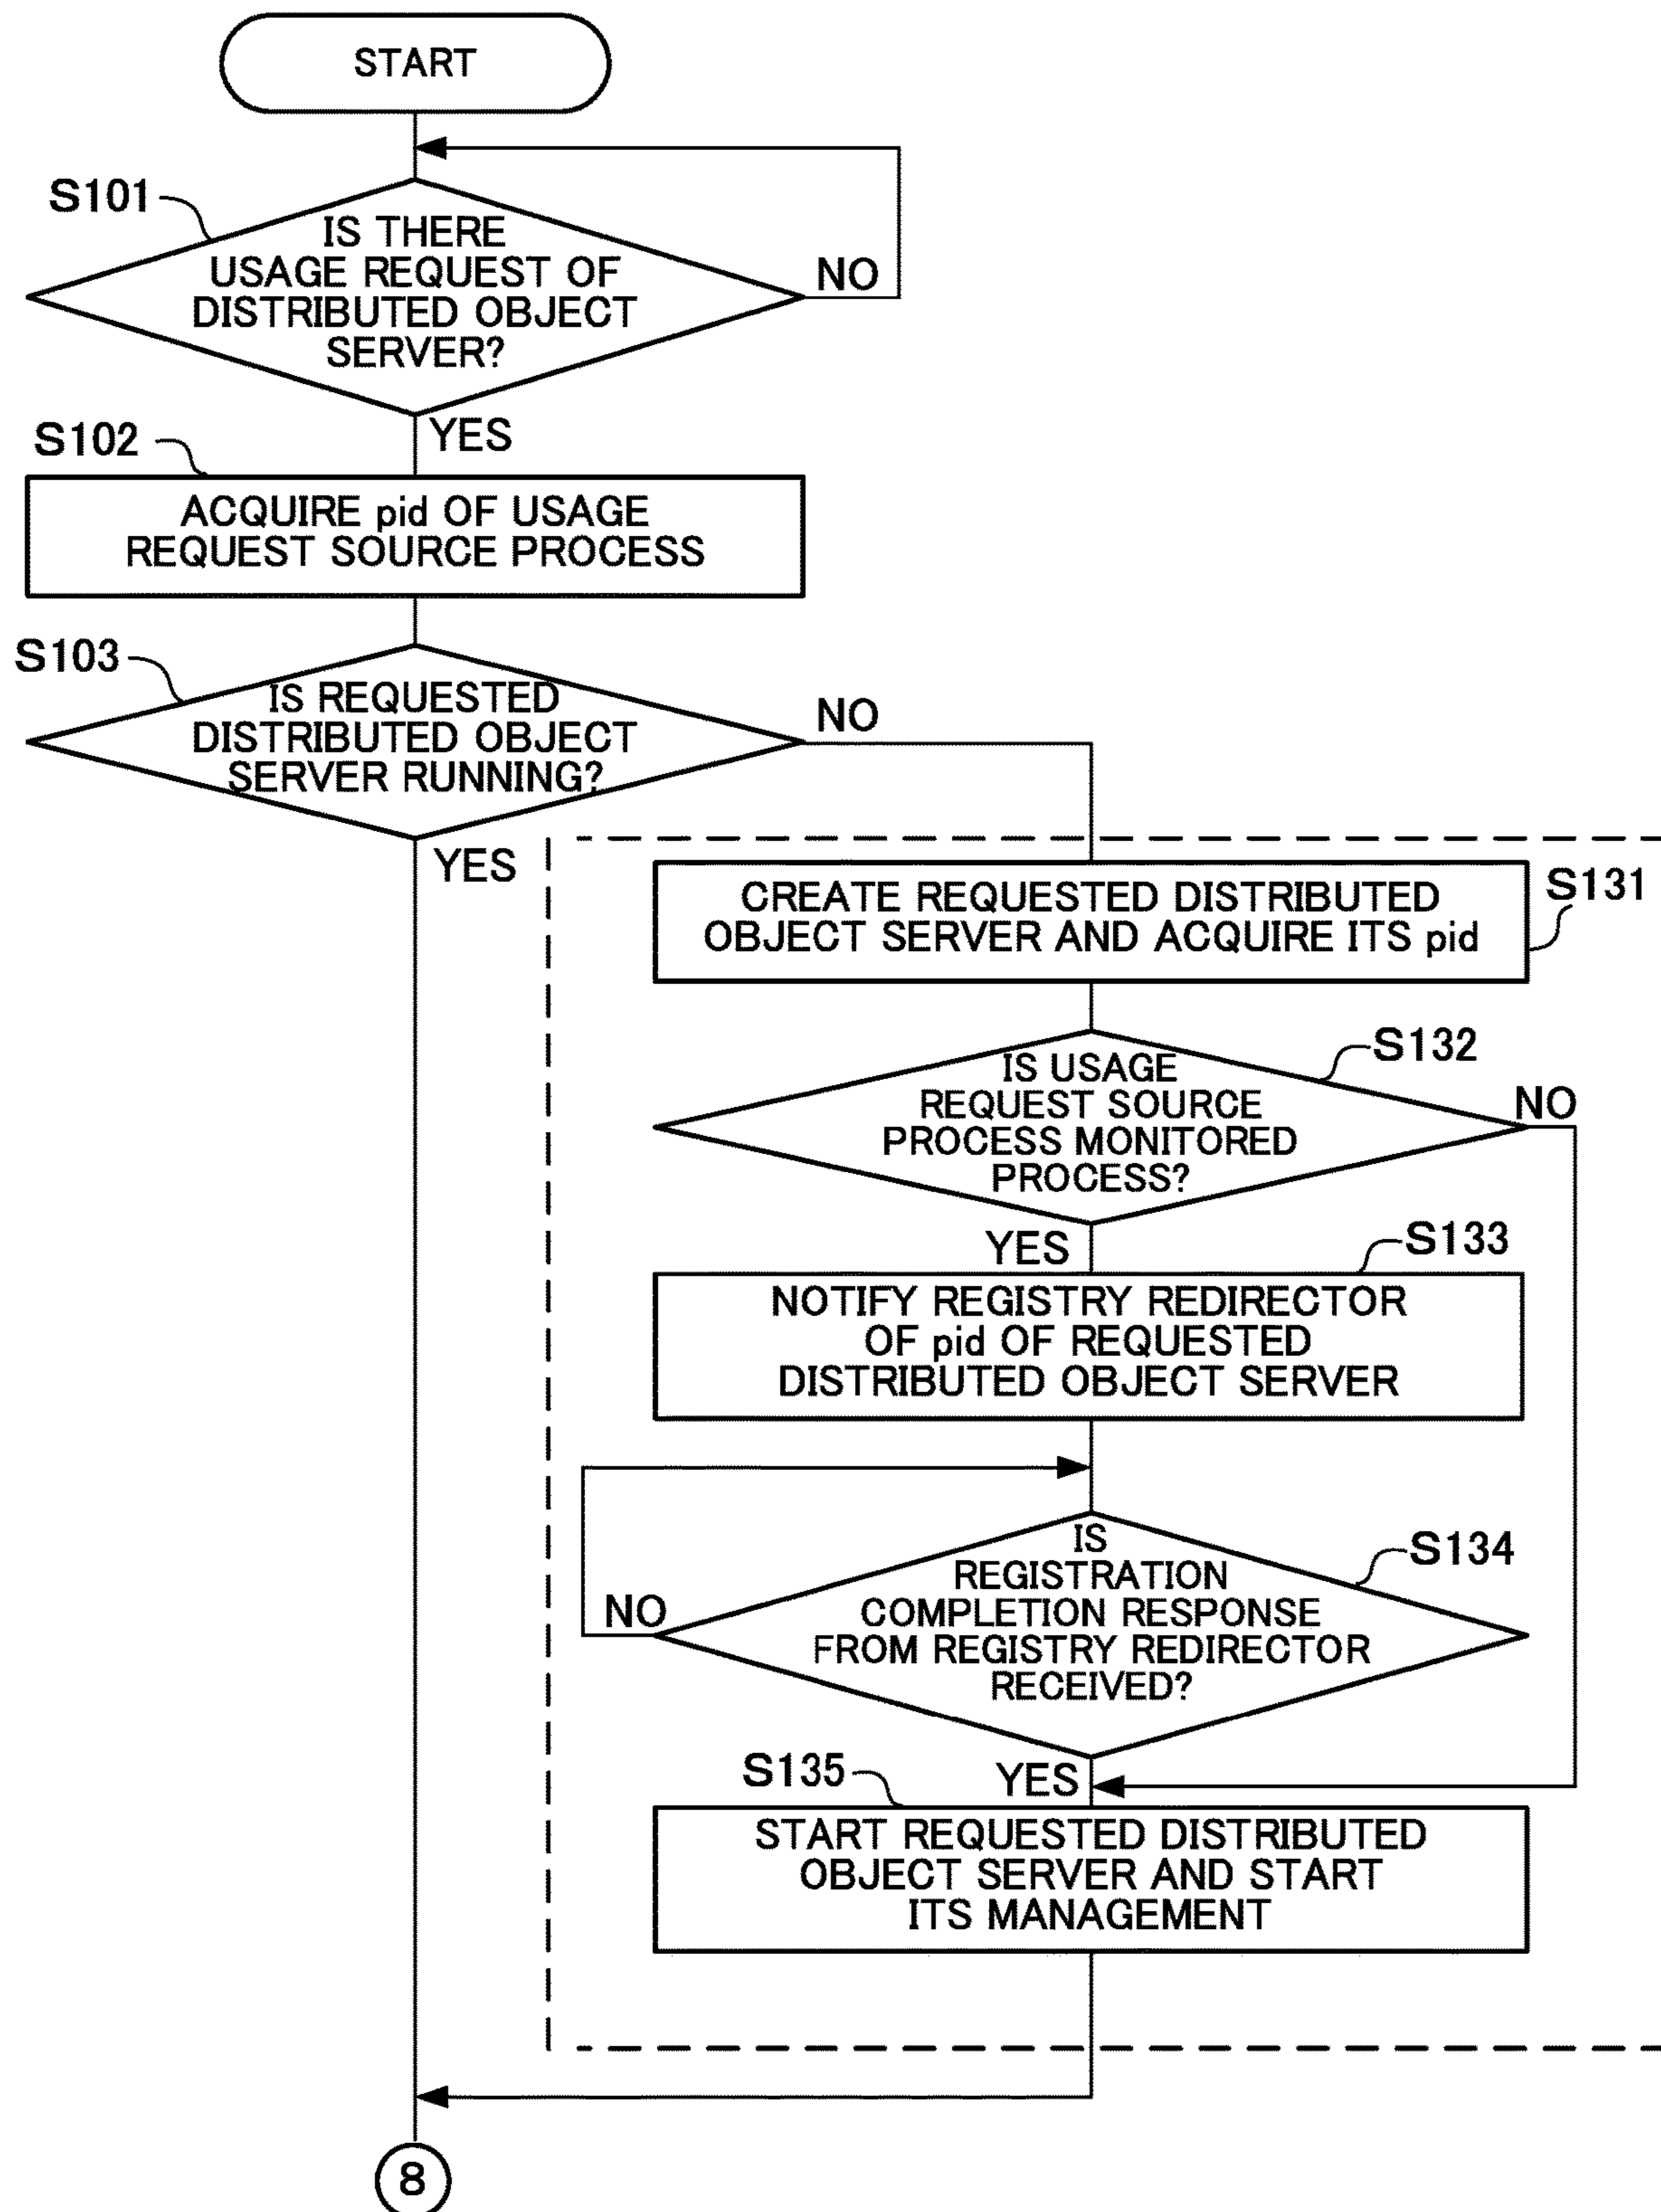 START
S101
IS THERE
USAGE REQUEST OF
DISTRIBUTED OBJECT
SERVER?
NO
YES
S102
ACQUIRE pid OF USAGE
REQUEST SOURCE PROCESS
S103
IS REQUESTED
DISTRIBUTED OBJECT
SERVER RUNNING?
NO
YES
CREATE REQUESTED DISTRIBUTED
OBJECT SERVER AND ACQUIRE ITS pid
S131
S132
IS USAGE
REQUEST SOURCE
PROCESS MONITORED
PROCESS?
NO
YES
S133
NOTIFY REGISTRY REDIRECTOR
OF pid OF REQUESTED
DISTRIBUTED OBJECT SERVER
S134
IS
REGISTRATION
COMPLETION RESPONSE
FROM REGISTRY REDIRECTOR
RECEIVED?
NO
YES
S135
START REQUESTED DISTRIBUTED
OBJECT SERVER AND START
ITS MANAGEMENT
8